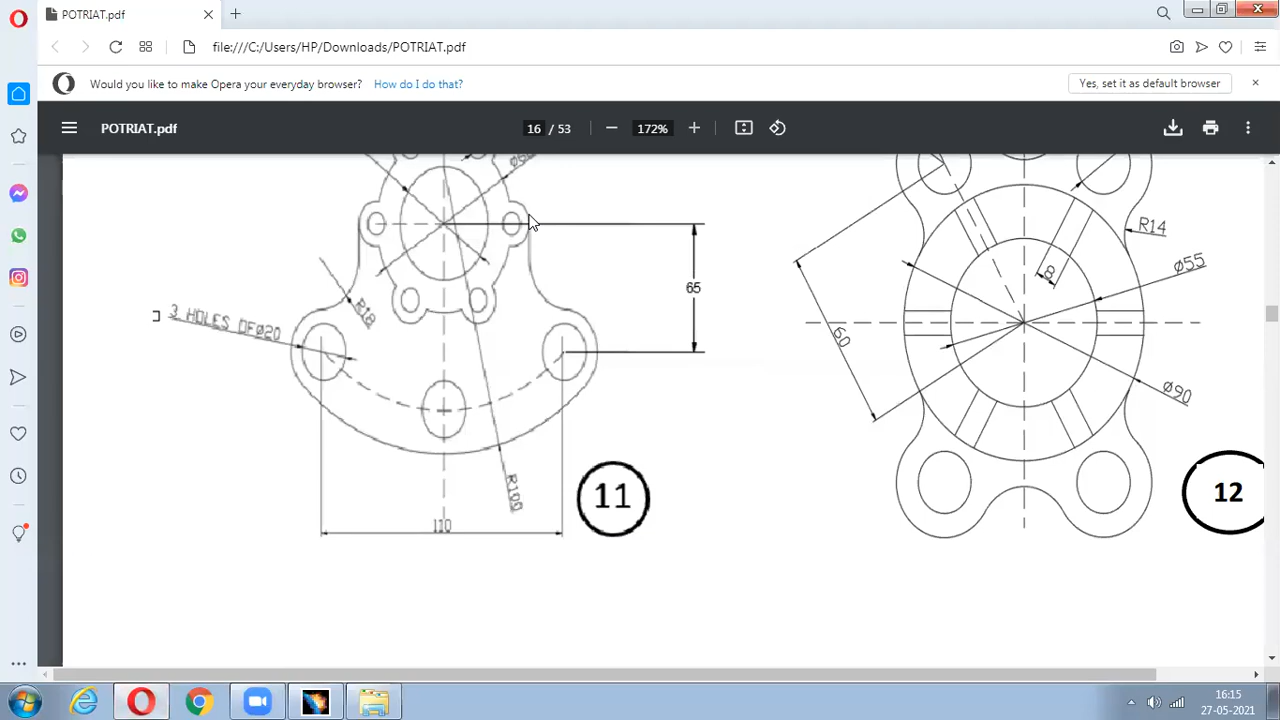 POTRIAT.pdf
file:///C:/Users/HP/Downloads/POTRIAT.pdf
Would you like to make Opera your everyday browser? How do I do that? Yes, set it as default browser
POTRIAT.pdf 16 / 53 172%
65
R18
3 HOLES OFØ20
R100
110
11
R14
Ø55
8
60
Ø90
12
16:15
27-05-2021